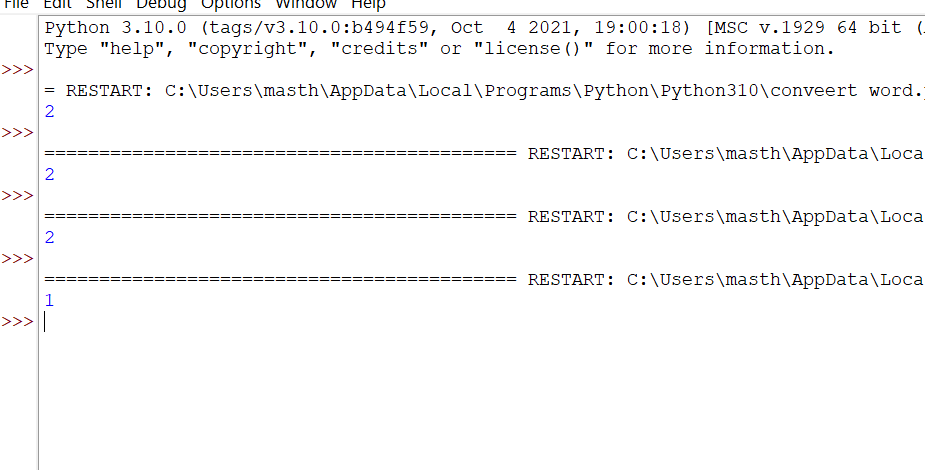 File Edit Shell Debug Options Window Help
Python 3.10.0 (tags/v3.10.0:b494f59, Oct  4 2021, 19:00:18) [MSC v.1929 64 bit (
Type "help", "copyright", "credits" or "license()" for more information.
>>>
= RESTART: C:\Users\masth\AppData\Local\Programs\Python\Python310\conveert word.
2
>>>
=========================================== RESTART: C:\Users\masth\AppData\Loca
2
>>>
=========================================== RESTART: C:\Users\masth\AppData\Loca
2
>>>
=========================================== RESTART: C:\Users\masth\AppData\Loca
1
>>>